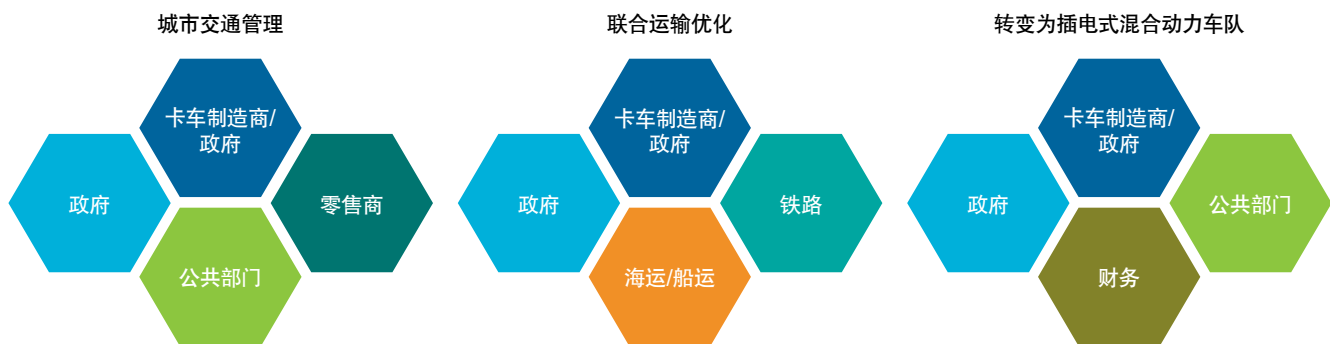 城市交通管理
卡车制造商/
政府
政府
零售商
公共部门
联合运输优化
卡车制造商/
政府
政府
铁路
海运/船运
转变为插电式混合动力车队
卡车制造商/
政府
政府
公共部门
财务